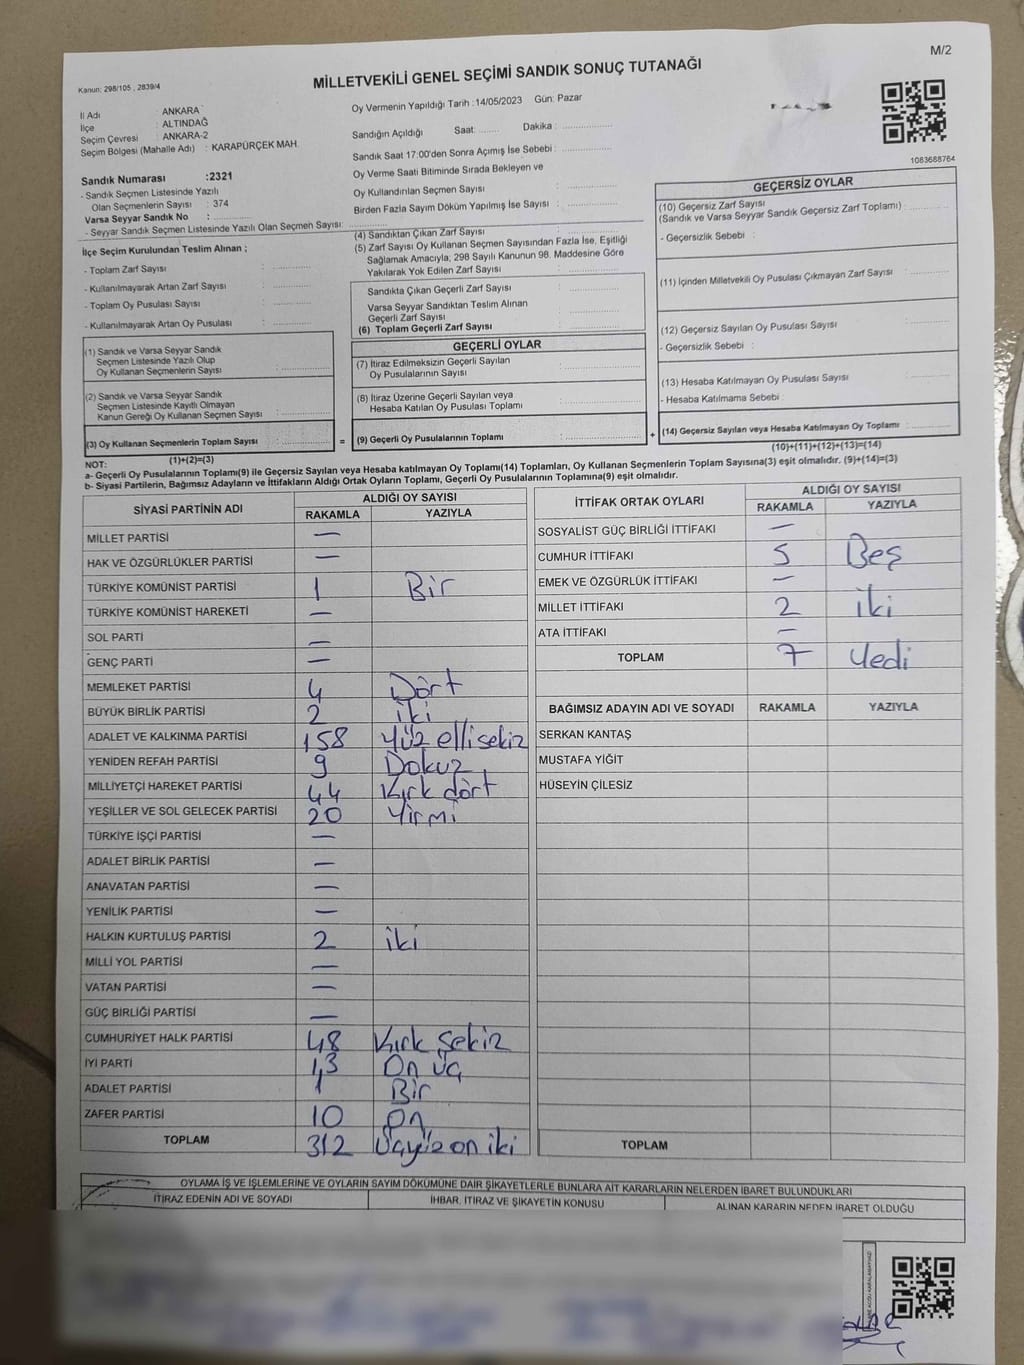 M/2
Kanun: 298/105, 2839/4
MİLLETVEKİLİ GENEL SEÇİMİ SANDIK SONUÇ TUTANAĞI
İl Adı : ANKARA
İlçe : ALTINDAĞ
Seçim Çevresi : ANKARA-2
Seçim Bölgesi (Mahalle Adı) : KARAPÜRÇEK MAH.
Sandık Numarası :2321
- Sandık Seçmen Listesinde Yazılı
Olan Seçmenlerin Sayısı : 374
Varsa Seyyar Sandık No :
- Seyyar Sandık Seçmen Listesinde Yazılı Olan Seçmen Sayısı:
Oy Vermenin Yapıldığı Tarih :14/05/2023 Gün: Pazar
Sandığın Açıldığı Saat: Dakika :
Sandık Saat 17:00'den Sonra Açımış İse Sebebi :
Oy Verme Saati Bitiminde Sırada Bekleyen ve
Oy Kullandırılan Seçmen Sayısı :
Birden Fazla Sayım Döküm Yapılmış İse Sayısı :
1083688764
İlçe Seçim Kurulundan Teslim Alınan ;
- Toplam Zarf Sayısı :
- Kullanılmayarak Artan Zarf Sayısı :
- Toplam Oy Pusulası Sayısı :
- Kullanılmayarak Artan Oy Pusulası :
(1) Sandık ve Varsa Seyyar Sandık
Seçmen Listesinde Yazılı Olup
Oy Kullanan Seçmenlerin Sayısı :
(2) Sandık ve Varsa Seyyar Sandık
Seçmen Listesinde Kayıtlı Olmayan
Kanun Gereği Oy Kullanan Seçmen Sayısı :
(3) Oy Kullanan Seçmenlerin Toplam Sayısı :
(1)+(2)=(3)
(4) Sandıktan Çıkan Zarf Sayısı :
(5) Zarf Sayısı Oy Kullanan Seçmen Sayısından Fazla İse, Eşitliği
Sağlamak Amacıyla; 298 Sayılı Kanunun 98. Maddesine Göre
Yakılarak Yok Edilen Zarf Sayısı :
Sandıkta Çıkan Geçerli Zarf Sayısı :
Varsa Seyyar Sandıktan Teslim Alınan
Geçerli Zarf Sayısı :
(6) Toplam Geçerli Zarf Sayısı :
GEÇERLİ OYLAR
(7) İtiraz Edilmeksizin Geçerli Sayılan
Oy Pusulalarının Sayısı :
(8) İtiraz Üzerine Geçerli Sayılan veya
Hesaba Katılan Oy Pusulası Toplamı :
= (9) Geçerli Oy Pusulalarının Toplamı : +
GEÇERSİZ OYLAR
(10) Geçersiz Zarf Sayısı
(Sandık ve Varsa Seyyar Sandık Geçersiz Zarf Toplamı) :
- Geçersizlik Sebebi :
(11) İçinden Milletvekili Oy Pusulası Çıkmayan Zarf Sayısı :
(12) Geçersiz Sayılan Oy Pusulası Sayısı :
- Geçersizlik Sebebi :
(13) Hesaba Katılmayan Oy Pusulası Sayısı :
- Hesaba Katılmama Sebebi :
(14) Geçersiz Sayılan veya Hesaba Katılmayan Oy Toplamı :
(10)+(11)+(12)+(13)=(14)
NOT:
a- Geçerli Oy Pusulalarının Toplamı(9) ile Geçersiz Sayılan veya Hesaba katılmayan Oy Toplamı(14) Toplamları, Oy Kullanan Seçmenlerin Toplam Sayısına(3) eşit olmalıdır. (9)+(14)=(3)
b- Siyasi Partilerin, Bağımsız Adayların ve İttifakların Aldığı Ortak Oyların Toplamı, Geçerli Oy Pusulalarının Toplamına(9) eşit olmalıdır.
SİYASİ PARTİNİN ADI ALDIĞI OY SAYISI
RAKAMLA YAZIYLA
MİLLET PARTİSİ —
HAK VE ÖZGÜRLÜKLER PARTİSİ —
TÜRKİYE KOMÜNİST PARTİSİ 1 Bir
TÜRKİYE KOMÜNİST HAREKETİ —
SOL PARTİ —
GENÇ PARTİ —
MEMLEKET PARTİSİ 4 Dört
BÜYÜK BİRLİK PARTİSİ 2 iki
ADALET VE KALKINMA PARTİSİ 158 Yüz ellisekiz
YENİDEN REFAH PARTİSİ 9 Dokuz
MİLLİYETÇİ HAREKET PARTİSİ 44 Kırk dört
YEŞİLLER VE SOL GELECEK PARTİSİ 20 Yirmi
TÜRKİYE İŞÇİ PARTİSİ —
ADALET BİRLİK PARTİSİ —
ANAVATAN PARTİSİ —
YENİLİK PARTİSİ —
HALKIN KURTULUŞ PARTİSİ 2 iki
MİLLİ YOL PARTİSİ —
VATAN PARTİSİ —
GÜÇ BİRLİĞİ PARTİSİ —
CUMHURİYET HALK PARTİSİ 48 Kırk Sekiz
İYİ PARTİ 13 On üç
ADALET PARTİSİ 1 Bir
ZAFER PARTİSİ 10 On
TOPLAM 312 Üçyüz on iki
İTTİFAK ORTAK OYLARI ALDIĞI OY SAYISI
RAKAMLA YAZIYLA
SOSYALİST GÜÇ BİRLİĞİ İTTİFAKI —
CUMHUR İTTİFAKI 5 Beş
EMEK VE ÖZGÜRLÜK İTTİFAKI —
MİLLET İTTİFAKI 2 iki
ATA İTTİFAKI —
TOPLAM 7 Yedi
BAĞIMSIZ ADAYIN ADI VE SOYADI RAKAMLA YAZIYLA
SERKAN KANTAŞ
MUSTAFA YİĞİT
HÜSEYİN ÇİLESİZ
TOPLAM
OYLAMA İŞ VE İŞLEMLERİNE VE OYLARIN SAYIM DÖKÜMÜNE DAİR ŞİKAYETLERLE BUNLARA AİT KARARLARIN NELERDEN İBARET BULUNDUKLARI
İTİRAZ EDENİN ADI VE SOYADI İHBAR, İTİRAZ VE ŞİKAYETİN KONUSU ALINAN KARARIN NEDEN İBARET OLDUĞU